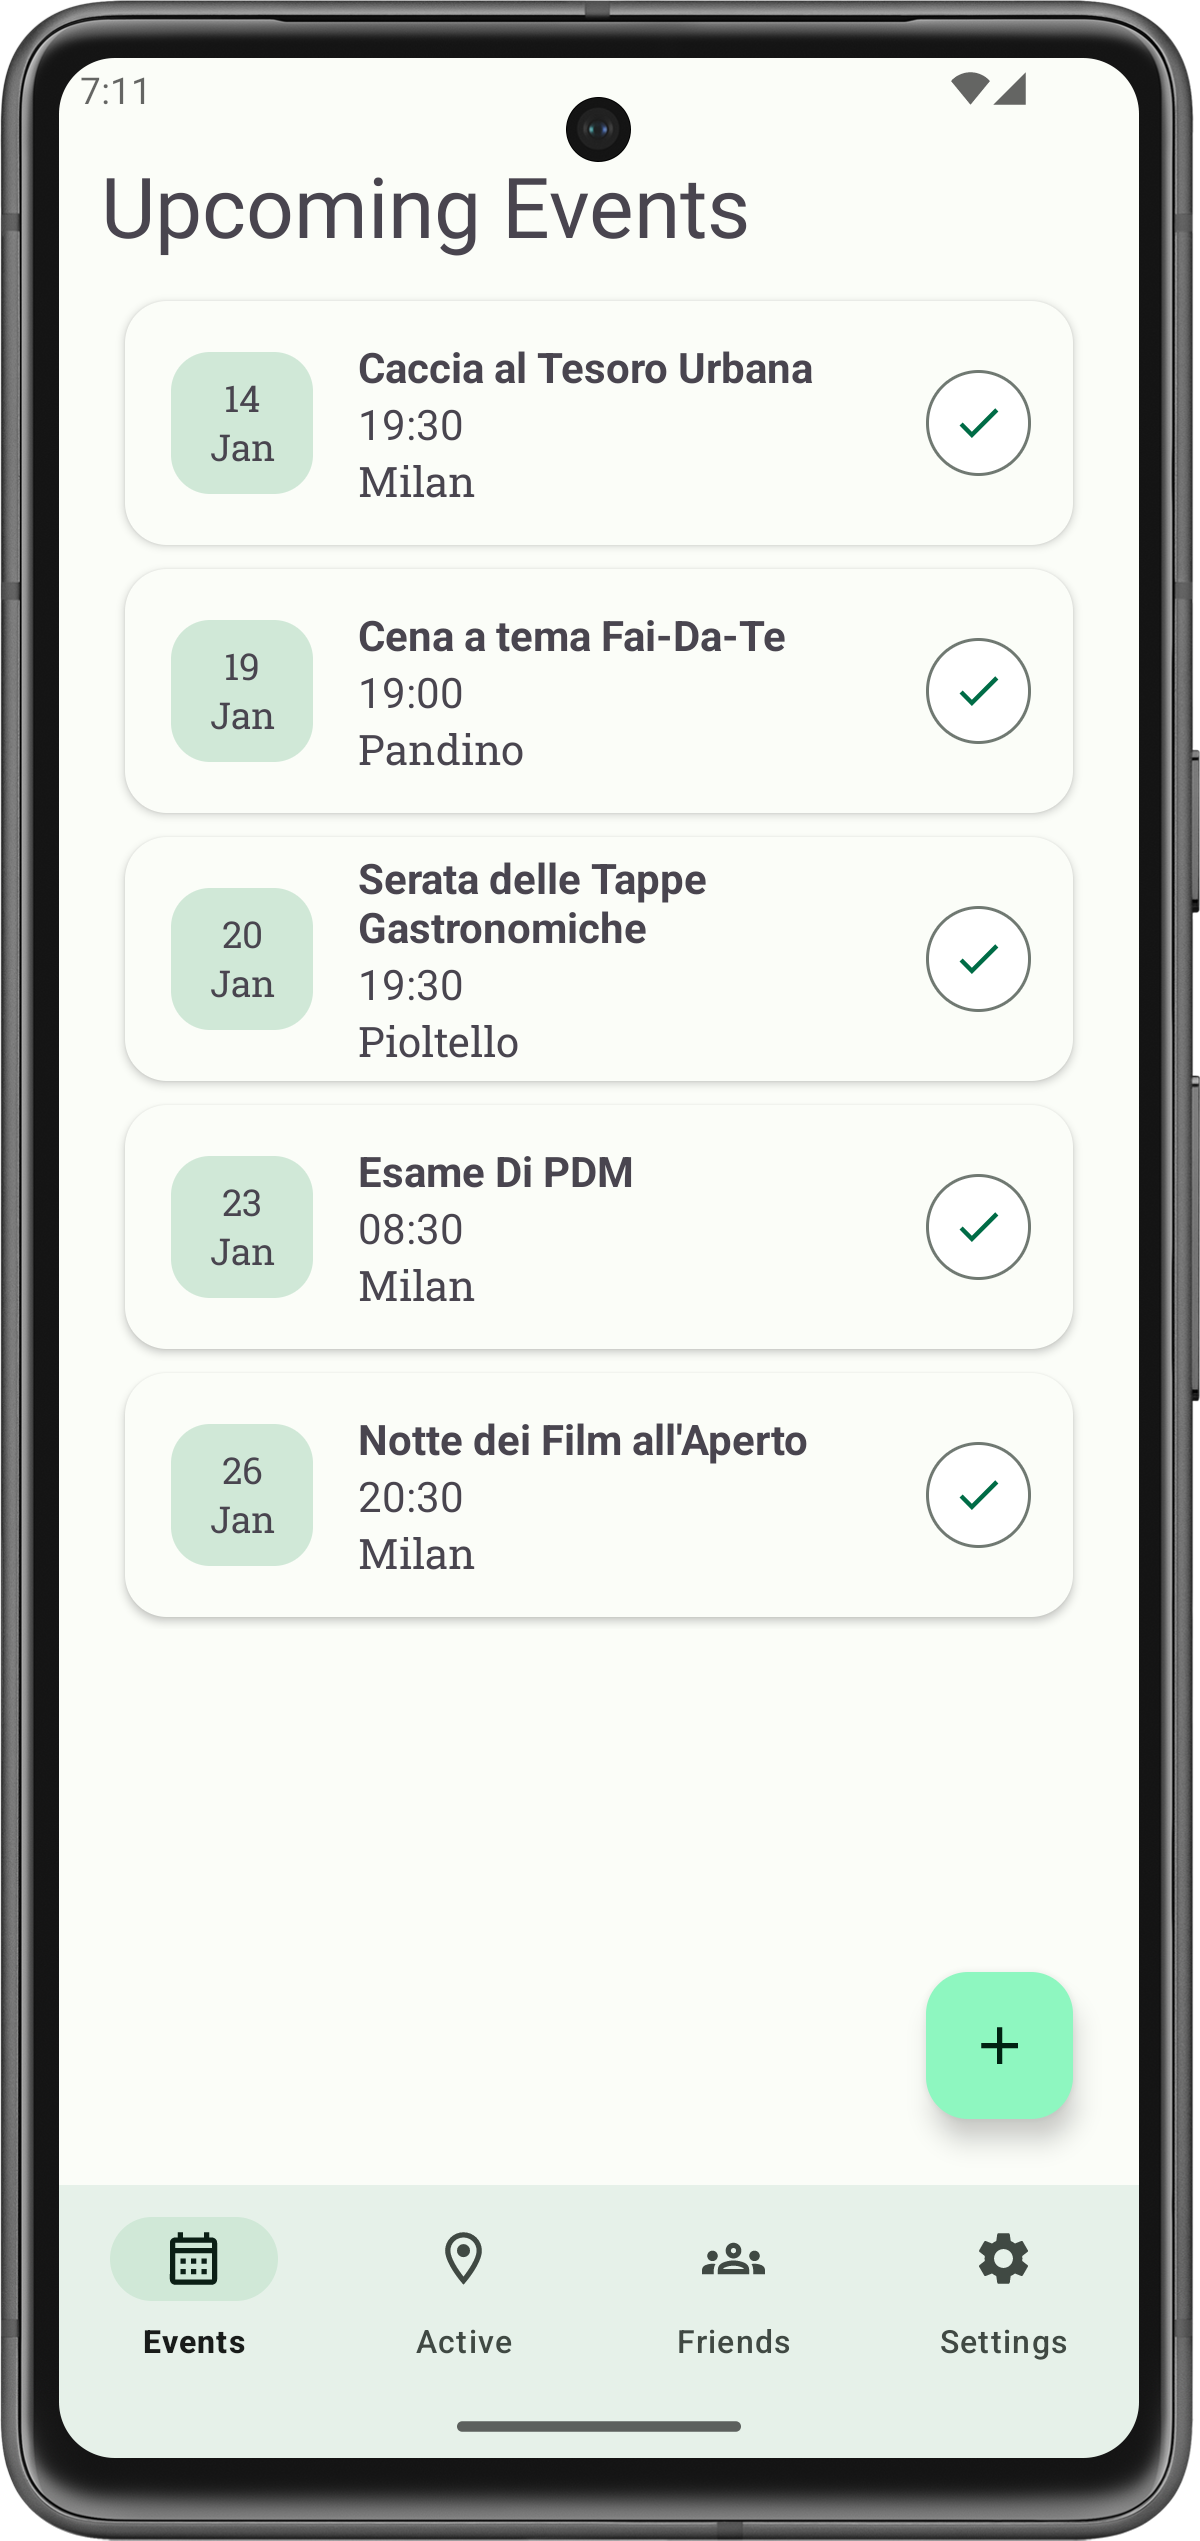 7:11
Upcoming Events
14
Jan
Caccia al Tesoro Urbana
19:30
Milan
19
Jan
Cena a tema Fai-Da-Te
19:00
Pandino
20
Jan
Serata delle Tappe
Gastronomiche
19:30
Pioltello
23
Jan
Esame Di PDM
08:30
Milan
26
Jan
Notte dei Film all'Aperto
20:30
Milan
Events
Active
Friends
Settings